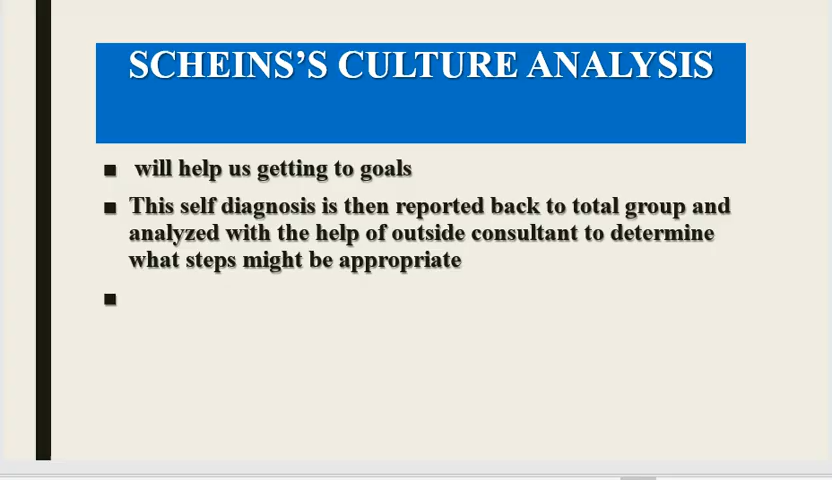 SCHEINS’S CULTURE ANALYSIS
■ will help us getting to goals
■ This self diagnosis is then reported back to total group and
analyzed with the help of outside consultant to determine
what steps might be appropriate
■